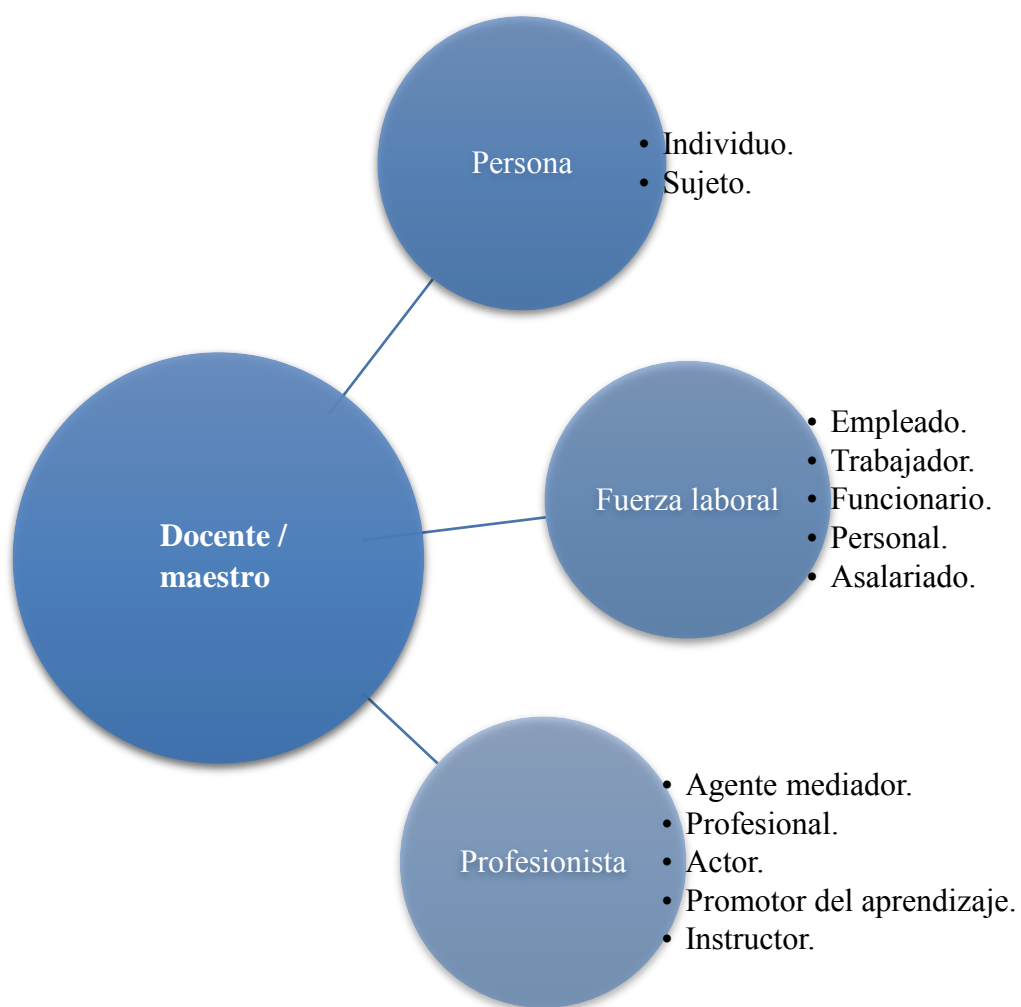 Persona
• Individuo.
• Sujeto.
Docente /
maestro
Fuerza laboral
• Empleado.
• Trabajador.
• Funcionario.
• Personal.
• Asalariado.
Profesionista
• Agente mediador.
• Profesional.
• Actor.
• Promotor del aprendizaje.
• Instructor.